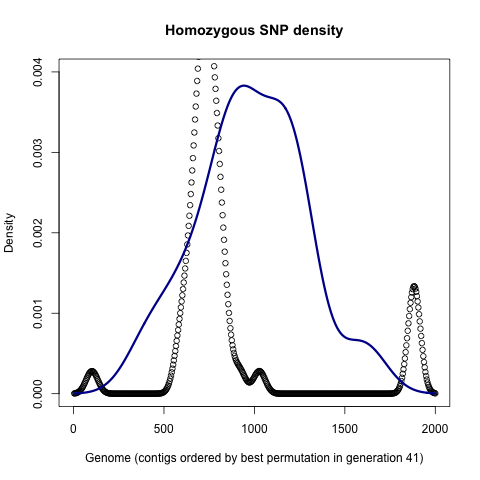 Homozygous SNP density
Density
0.004
0.003
0.002
0.001
0.000
0 500 1000 1500 2000
Genome (contigs ordered by best permutation in generation 41)